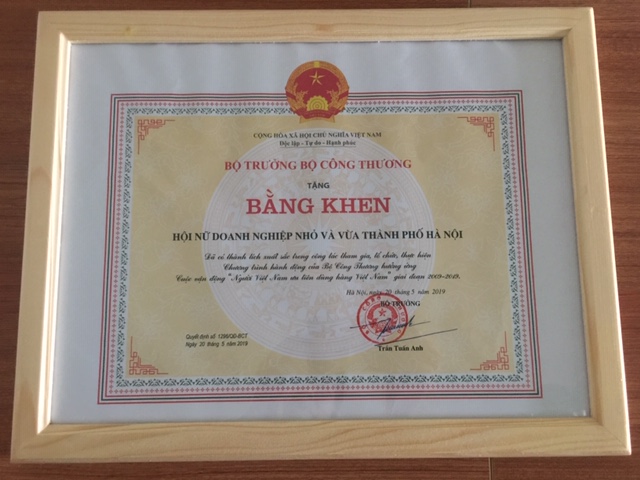 CỘNG HÒA XÃ HỘI CHỦ NGHĨA VIỆT NAM
Độc lập - Tự do - Hạnh phúc
BỘ TRƯỞNG BỘ CÔNG THƯƠNG
TẶNG
BẰNG KHEN
HỘI NỮ DOANH NGHIỆP NHỎ VÀ VỪA THÀNH PHỐ HÀ NỘI
Đã có thành tích xuất sắc trong công tác tham gia, tổ chức, thực hiện
Chương trình hành động của Bộ Công Thương hưởng ứng
Cuộc vận động "Người Việt Nam ưu tiên dùng hàng Việt Nam" giai đoạn 2009-2019.
Hà Nội, ngày 20 tháng 5 năm 2019
BỘ TRƯỞNG
Quyết định số 1296/QĐ-BCT
Ngày 20 tháng 5 năm 2019
Trần Tuấn Anh